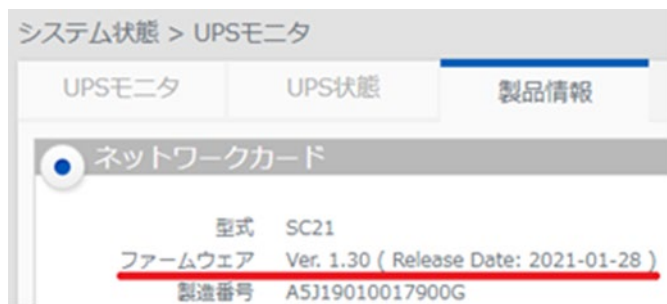 システム状態 > UPSモニタ
UPSモニタ UPS状態 製品情報
ネットワークカード
型式 SC21
ファームウェア Ver. 1.30 ( Release Date: 2021-01-28 )
製造番号 A5J19010017900G